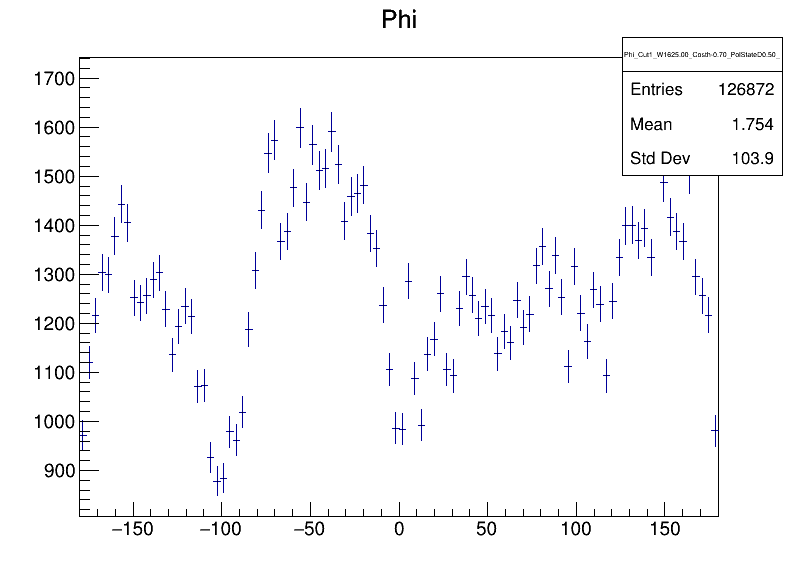 Phi
Phi_Cut1_W1625.00_Costh-0.70_PolStateD0.50_
Entries 126872
Mean 1.754
Std Dev 103.9
1700
1600
1500
1400
1300
1200
1100
1000
900
−150 −100 −50 0 50 100 150